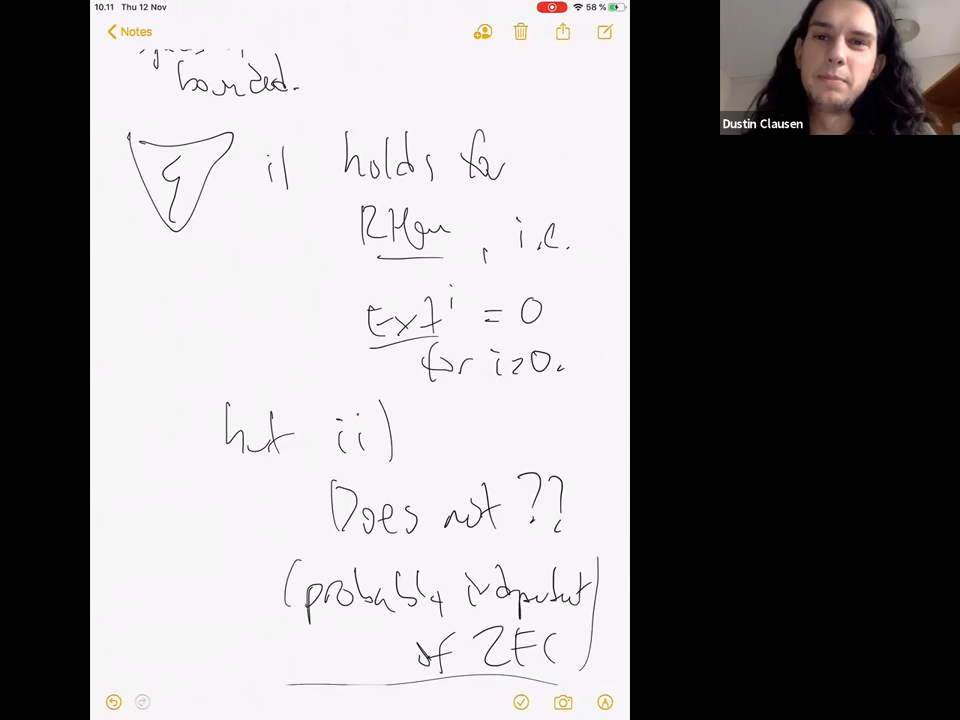 10.11 Thu 12 Nov 58 %
Notes
Dustin Clausen
bounded.
i) holds for
RHom, i.e.
Ext^i = 0
for i>0.
but ii)
Does not ??
(probably independent
of ZFC)